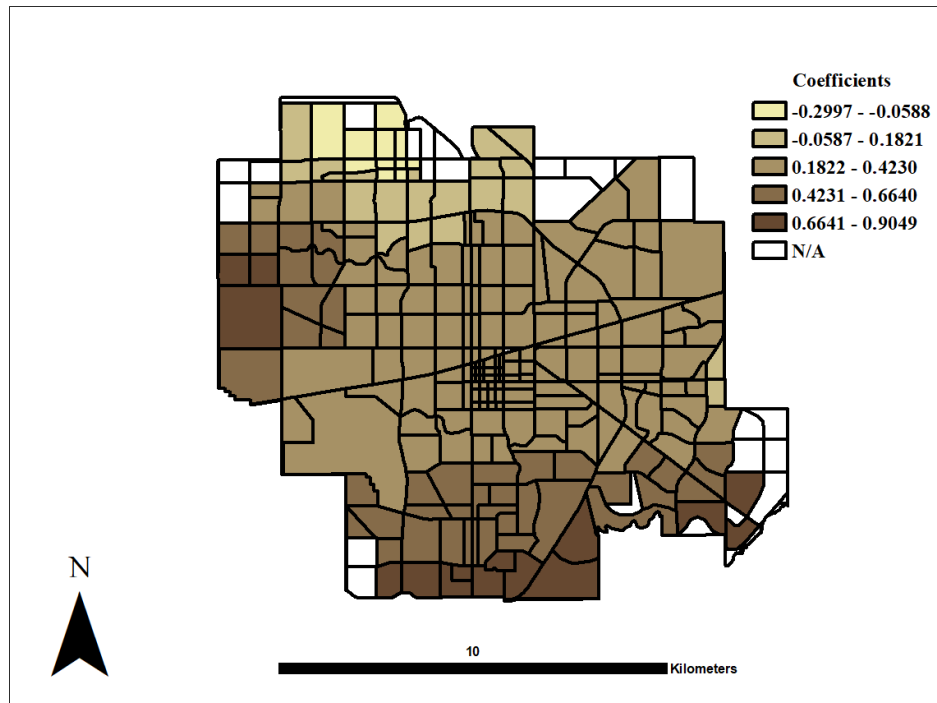 Coefficients
-0.2997 - -0.0588
-0.0587 - 0.1821
0.1822 - 0.4230
0.4231 - 0.6640
0.6641 - 0.9049
N/A
N
10
Kilometers